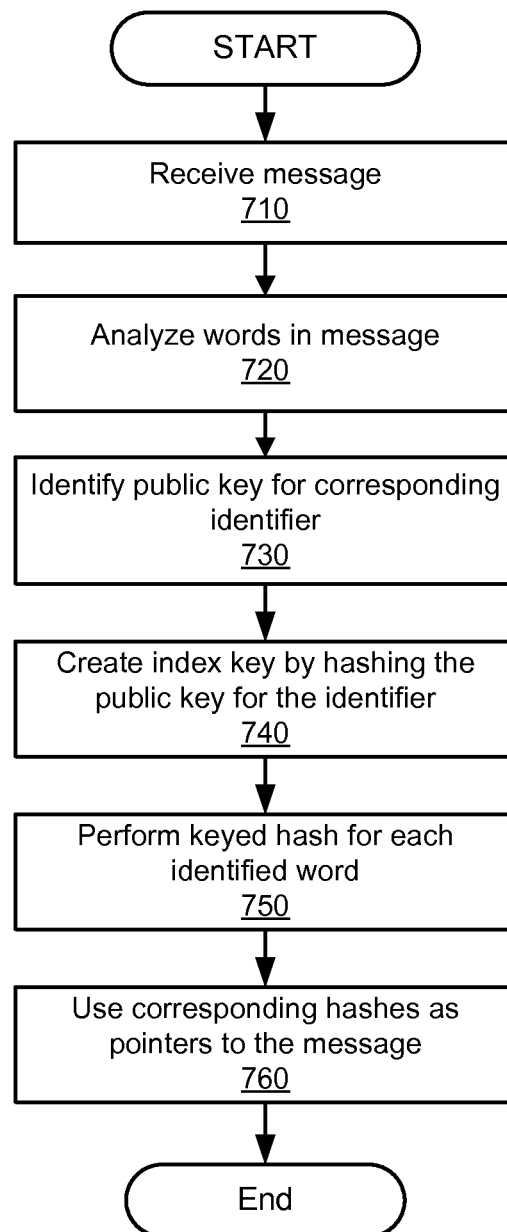 START
Receive message
710
Analyze words in message
720
Identify public key for corresponding
identifier
730
Create index key by hashing the
public key for the identifier
740
Perform keyed hash for each
identified word
750
Use corresponding hashes as
pointers to the message
760
End